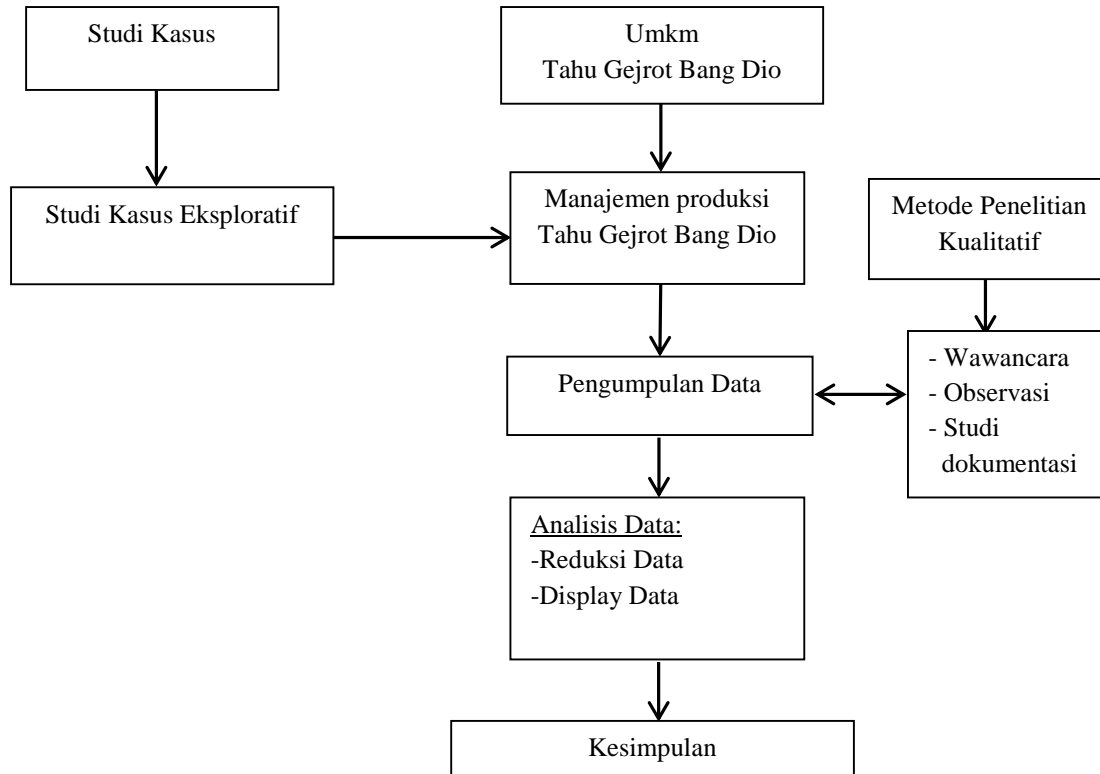 Studi Kasus
Umkm
Tahu Gejrot Bang Dio
Studi Kasus Eksploratif
Manajemen produksi
Tahu Gejrot Bang Dio
Metode Penelitian
Kualitatif
Pengumpulan Data
- Wawancara
- Observasi
- Studi
dokumentasi
Analisis Data:
-Reduksi Data
-Display Data
Kesimpulan